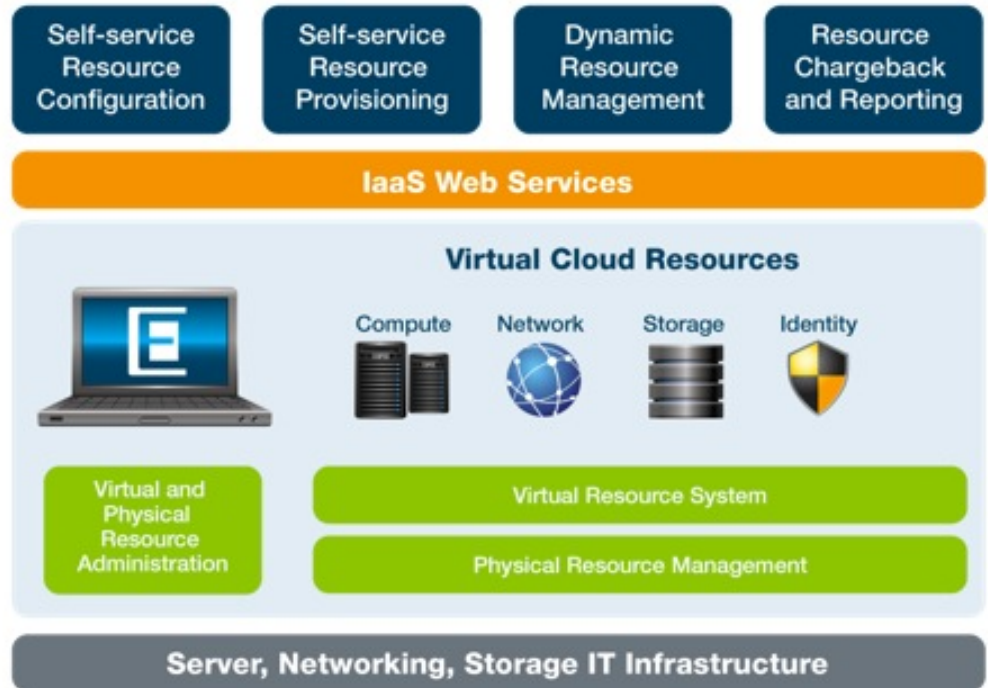 Self-service
Resource
Configuration
Self-service
Resource
Provisioning
Dynamic
Resource
Management
Resource
Chargeback
and Reporting
IaaS Web Services
Virtual Cloud Resources
Compute
Network
Storage
Identity
E
Virtual and
Physical
Resource
Administration
Virtual Resource System
Physical Resource Management
Server, Networking, Storage IT Infrastructure